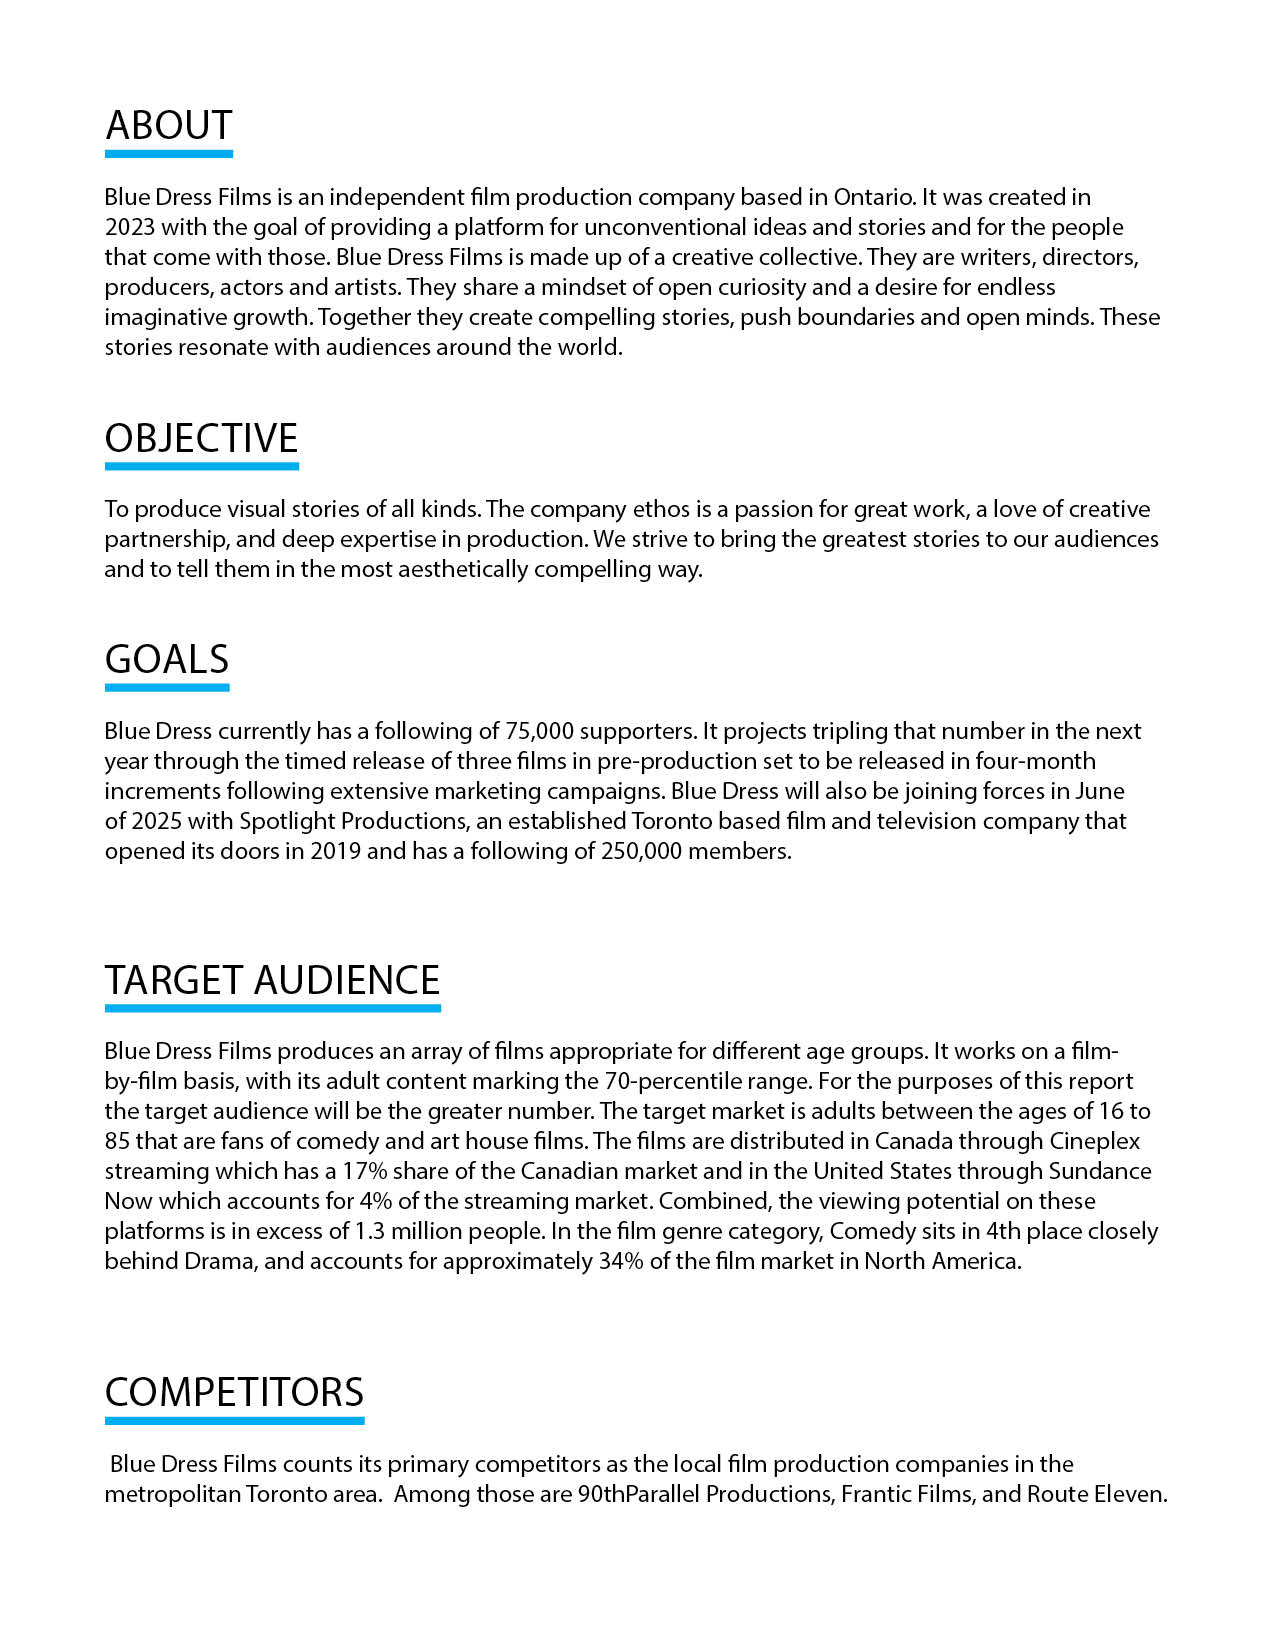 ABOUT
Blue Dress Films is an independent film production company based in Ontario. It was created in
2023 with the goal of providing a platform for unconventional ideas and stories and for the people
that come with those. Blue Dress Films is made up of a creative collective. They are writers, directors,
producers, actors and artists. They share a mindset of open curiosity and a desire for endless
imaginative growth. Together they create compelling stories, push boundaries and open minds. These
stories resonate with audiences around the world.
OBJECTIVE
To produce visual stories of all kinds. The company ethos is a passion for great work, a love of creative
partnership, and deep expertise in production. We strive to bring the greatest stories to our audiences
and to tell them in the most aesthetically compelling way.
GOALS
Blue Dress currently has a following of 75,000 supporters. It projects tripling that number in the next
year through the timed release of three films in pre-production set to be released in four-month
increments following extensive marketing campaigns. Blue Dress will also be joining forces in June
of 2025 with Spotlight Productions, an established Toronto based film and television company that
opened its doors in 2019 and has a following of 250,000 members.
TARGET AUDIENCE
Blue Dress Films produces an array of films appropriate for different age groups. It works on a film-
by-film basis, with its adult content marking the 70-percentile range. For the purposes of this report
the target audience will be the greater number. The target market is adults between the ages of 16 to
85 that are fans of comedy and art house films. The films are distributed in Canada through Cineplex
streaming which has a 17% share of the Canadian market and in the United States through Sundance
Now which accounts for 4% of the streaming market. Combined, the viewing potential on these
platforms is in excess of 1.3 million people. In the film genre category, Comedy sits in 4th place closely
behind Drama, and accounts for approximately 34% of the film market in North America.
COMPETITORS
Blue Dress Films counts its primary competitors as the local film production companies in the
metropolitan Toronto area.  Among those are 90thParallel Productions, Frantic Films, and Route Eleven.